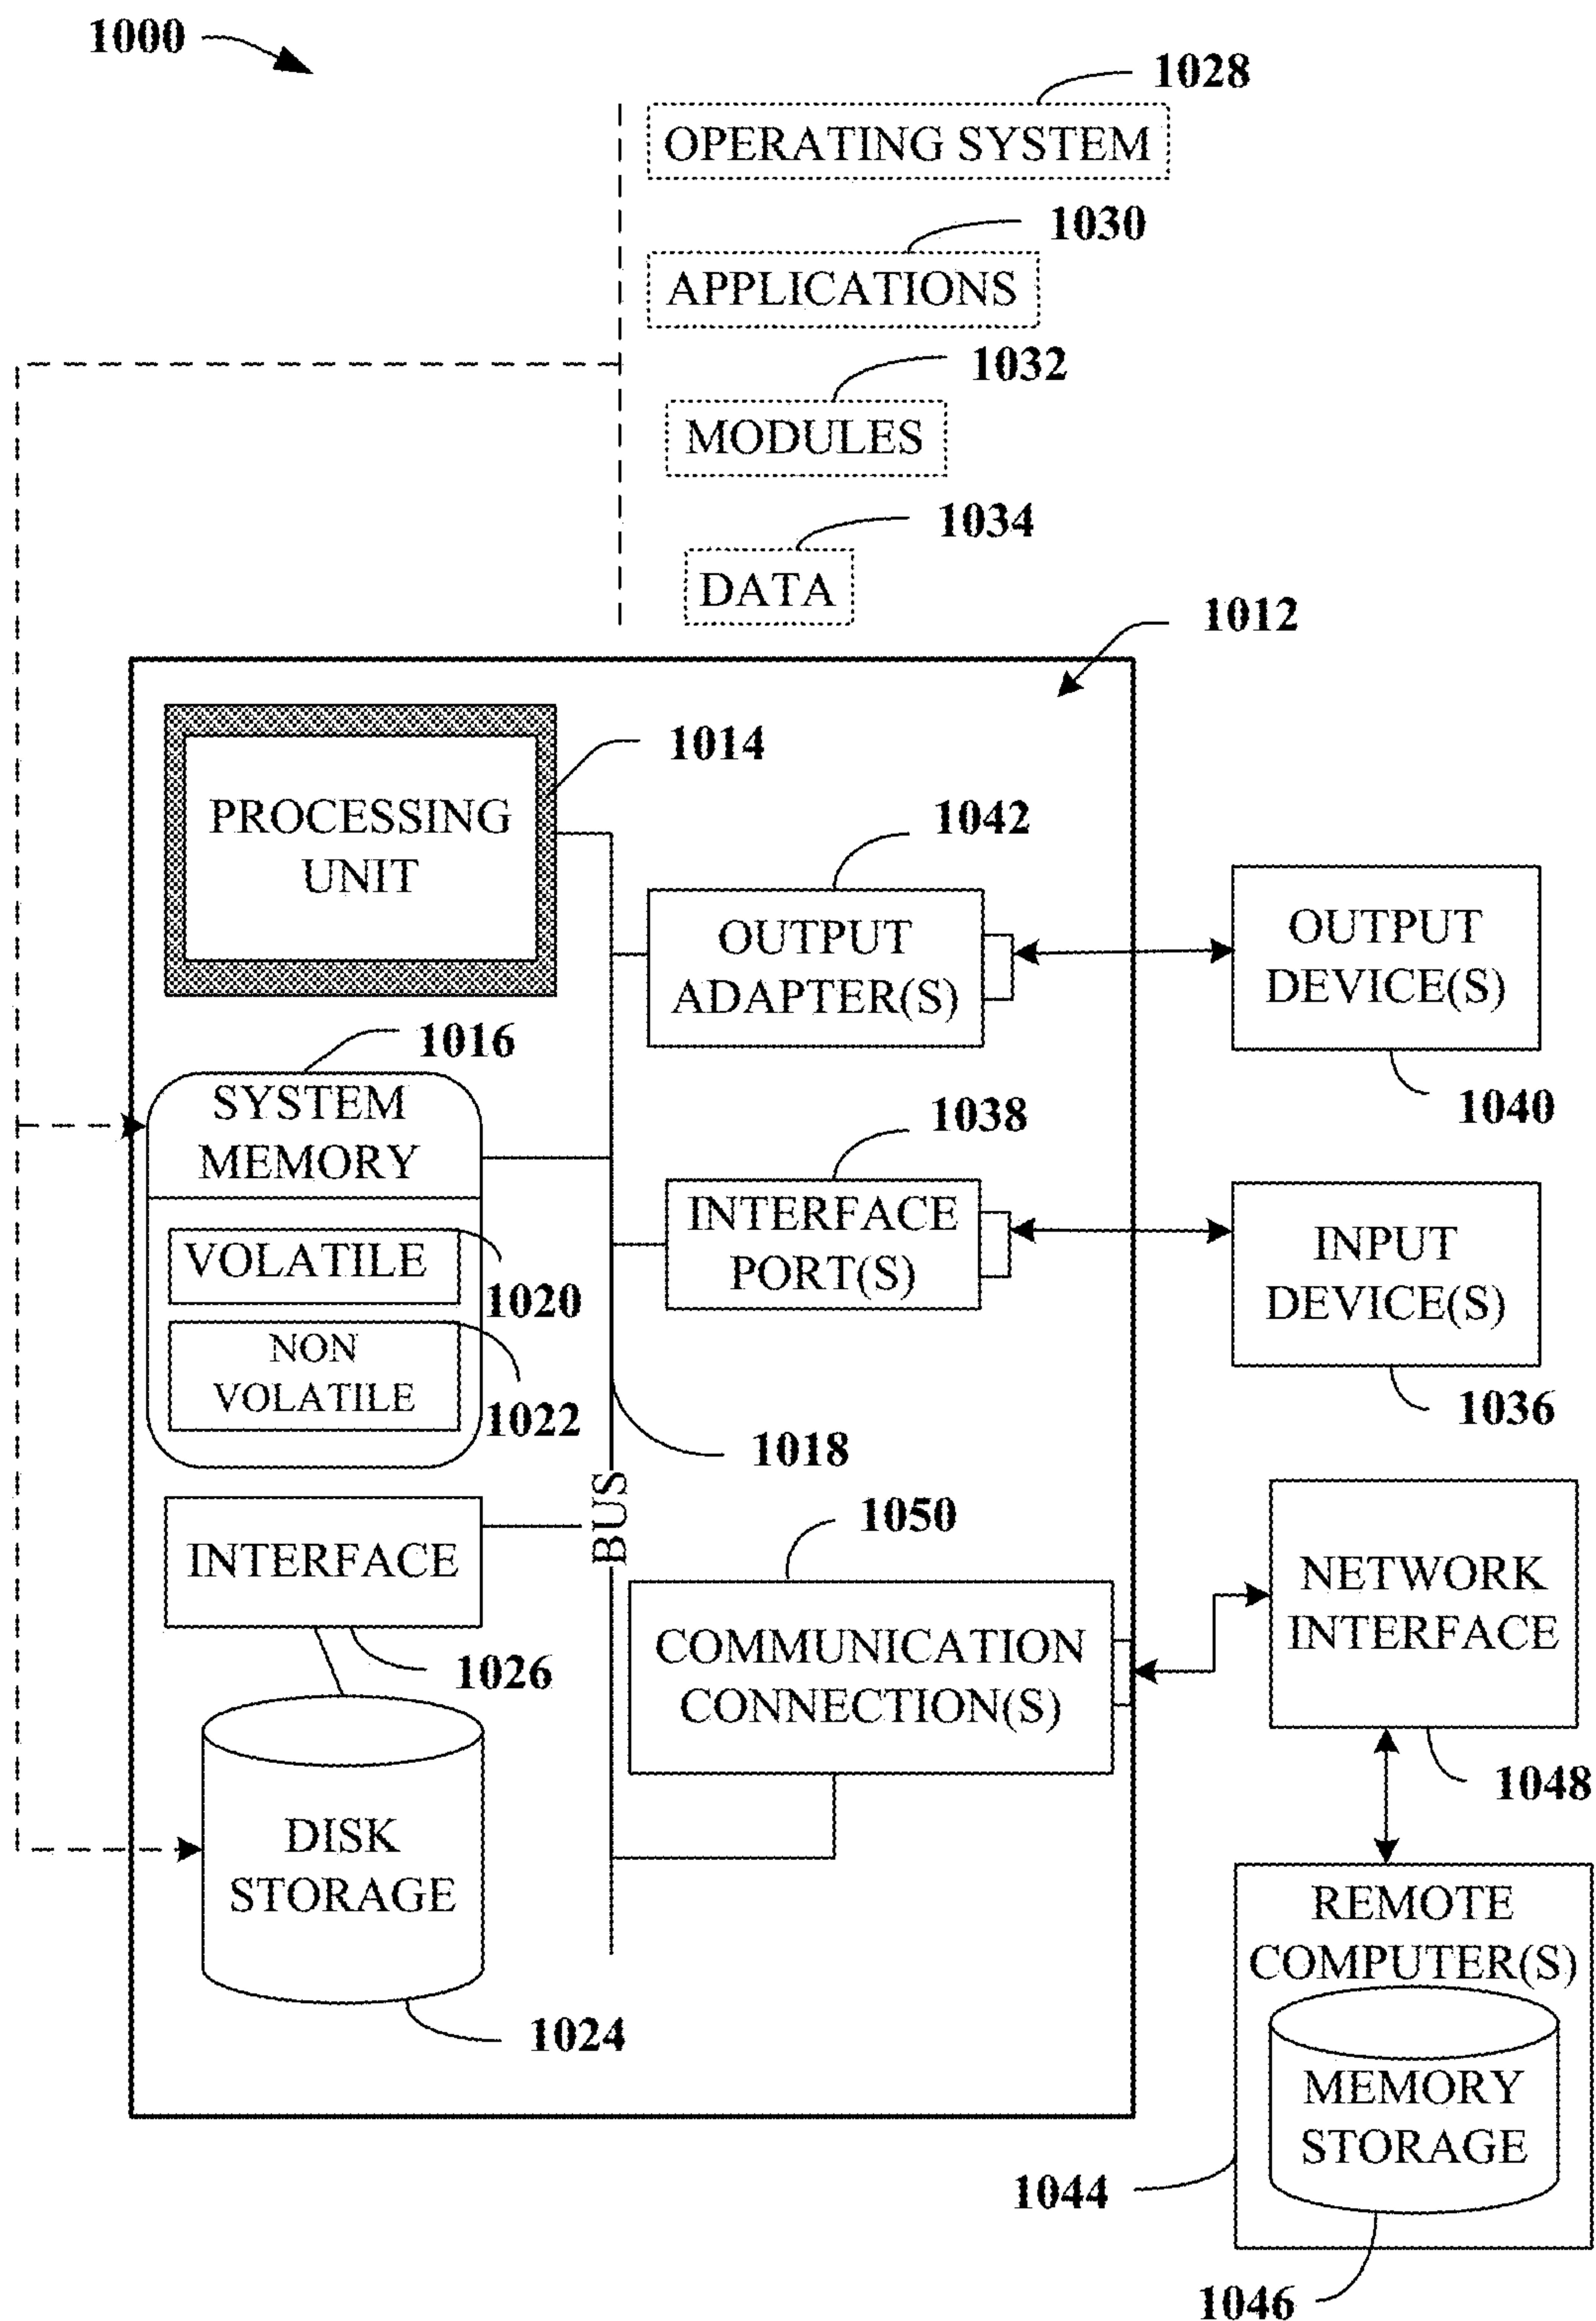 1000
1028
OPERATING SYSTEM
1030
APPLICATIONS
1032
MODULES
1034
DATA
1012
1014
PROCESSING
UNIT
1042
OUTPUT
ADAPTER(S)
OUTPUT
DEVICE(S)
1040
1016
SYSTEM
MEMORY
VOLATILE
1020
NON
VOLATILE
1022
1038
INTERFACE
PORT(S)
INPUT
DEVICE(S)
1036
1018
BUS
INTERFACE
1026
1050
COMMUNICATION
CONNECTION(S)
NETWORK
INTERFACE
1048
DISK
STORAGE
1024
REMOTE
COMPUTER(S)
MEMORY
STORAGE
1044
1046